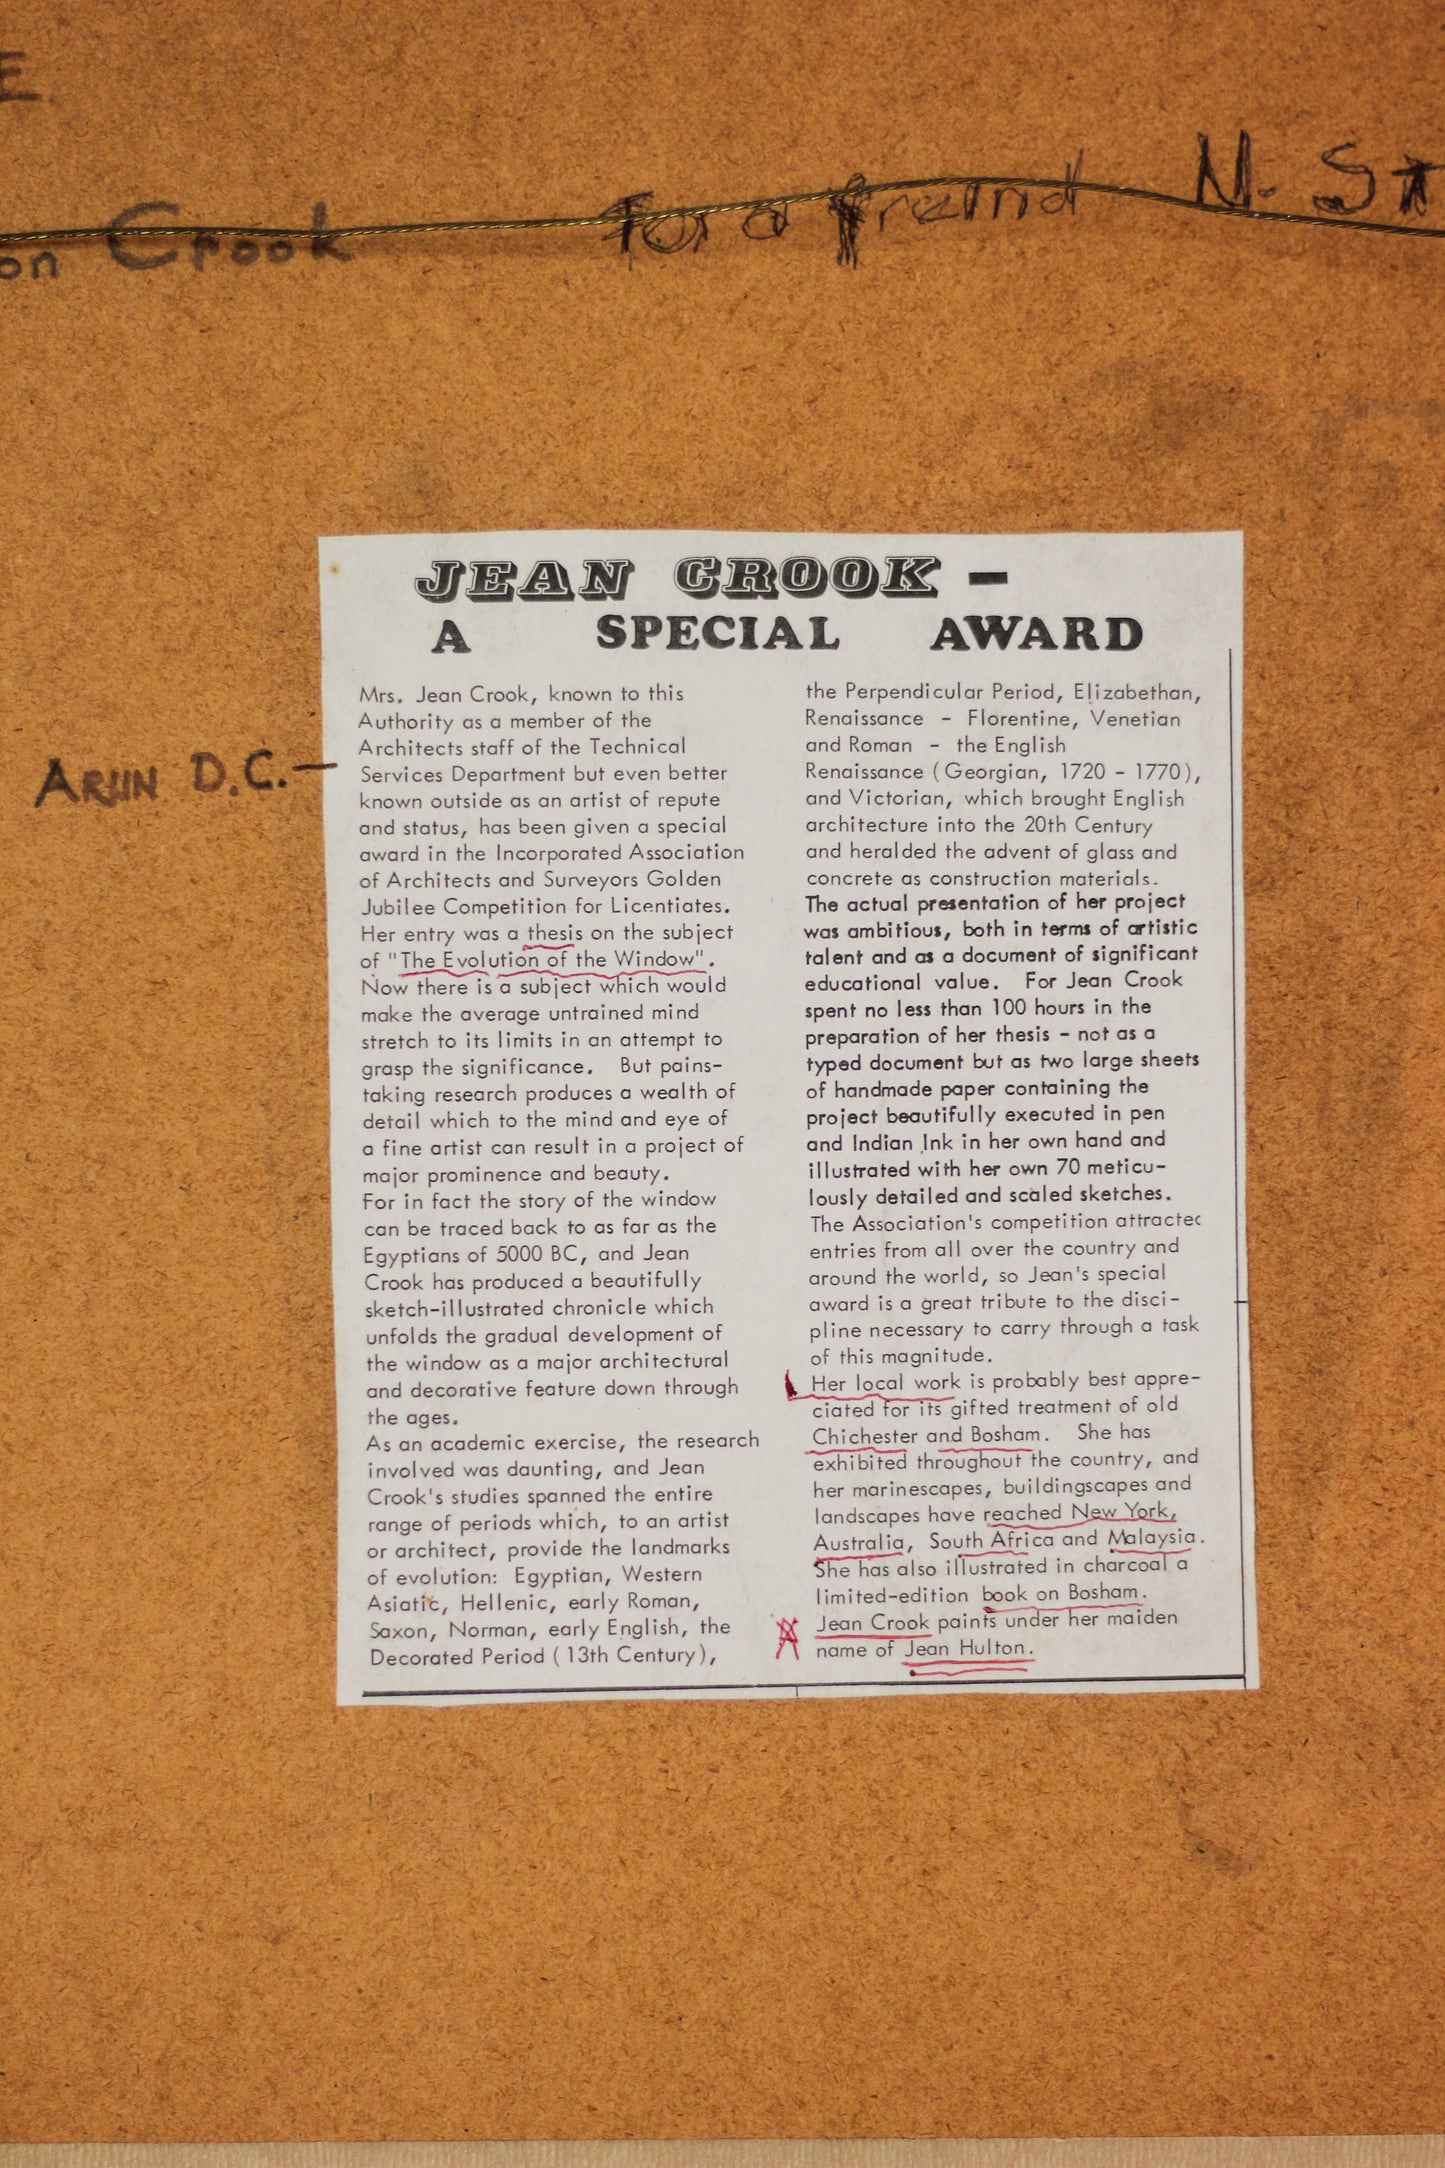 E
on Crook for a freind N. St
JEAN CROOK -
A SPECIAL AWARD
ARUN D.C. -
Mrs. Jean Crook, known to this
Authority as a member of the
Architects staff of the Technical
Services Department but even better
known outside as an artist of repute
and status, has been given a special
award in the Incorporated Association
of Architects and Surveyors Golden
Jubilee Competition for Licentiates.
Her entry was a thesis on the subject
of "The Evolution of the Window".
Now there is a subject which would
make the average untrained mind
stretch to its limits in an attempt to
grasp the significance. But pains-
taking research produces a wealth of
detail which to the mind and eye of
a fine artist can result in a project of
major prominence and beauty.
For in fact the story of the window
can be traced back to as far as the
Egyptians of 5000 BC, and Jean
Crook has produced a beautifully
sketch-illustrated chronicle which
unfolds the gradual development of
the window as a major architectural
and decorative feature down through
the ages.
As an academic exercise, the research
involved was daunting, and Jean
Crook's studies spanned the entire
range of periods which, to an artist
or architect, provide the landmarks
of evolution: Egyptian, Western
Asiatic, Hellenic, early Roman,
Saxon, Norman, early English, the
Decorated Period (13th Century),
the Perpendicular Period, Elizabethan,
Renaissance - Florentine, Venetian
and Roman - the English
Renaissance (Georgian, 1720 - 1770),
and Victorian, which brought English
architecture into the 20th Century
and heralded the advent of glass and
concrete as construction materials.
The actual presentation of her project
was ambitious, both in terms of artistic
talent and as a document of significant
educational value. For Jean Crook
spent no less than 100 hours in the
preparation of her thesis - not as a
typed document but as two large sheets
of handmade paper containing the
project beautifully executed in pen
and Indian Ink in her own hand and
illustrated with her own 70 meticu-
lously detailed and scaled sketches.
The Association's competition attracted
entries from all over the country and
around the world, so Jean's special
award is a great tribute to the disci-
pline necessary to carry through a task
of this magnitude.
Her local work is probably best appre-
ciated for its gifted treatment of old
Chichester and Bosham. She has
exhibited throughout the country, and
her marinescapes, buildingscapes and
landscapes have reached New York,
Australia, South Africa and Malaysia.
She has also illustrated in charcoal a
limited-edition book on Bosham.
Jean Crook paints under her maiden
name of Jean Hulton.